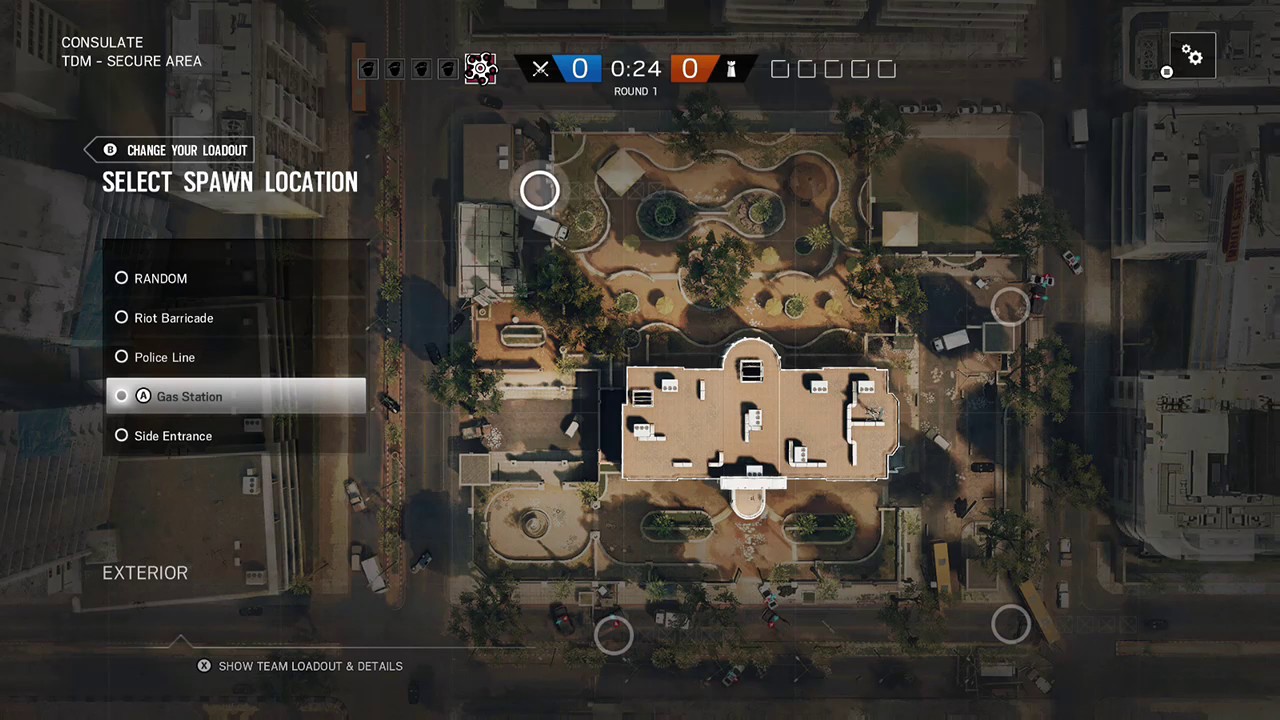 CONSULATE
TDM - SECURE AREA
0 0:24 0
ROUND 1
B CHANGE YOUR LOADOUT
SELECT SPAWN LOCATION
RANDOM
Riot Barricade
Police Line
A Gas Station
Side Entrance
EXTERIOR
X SHOW TEAM LOADOUT & DETAILS